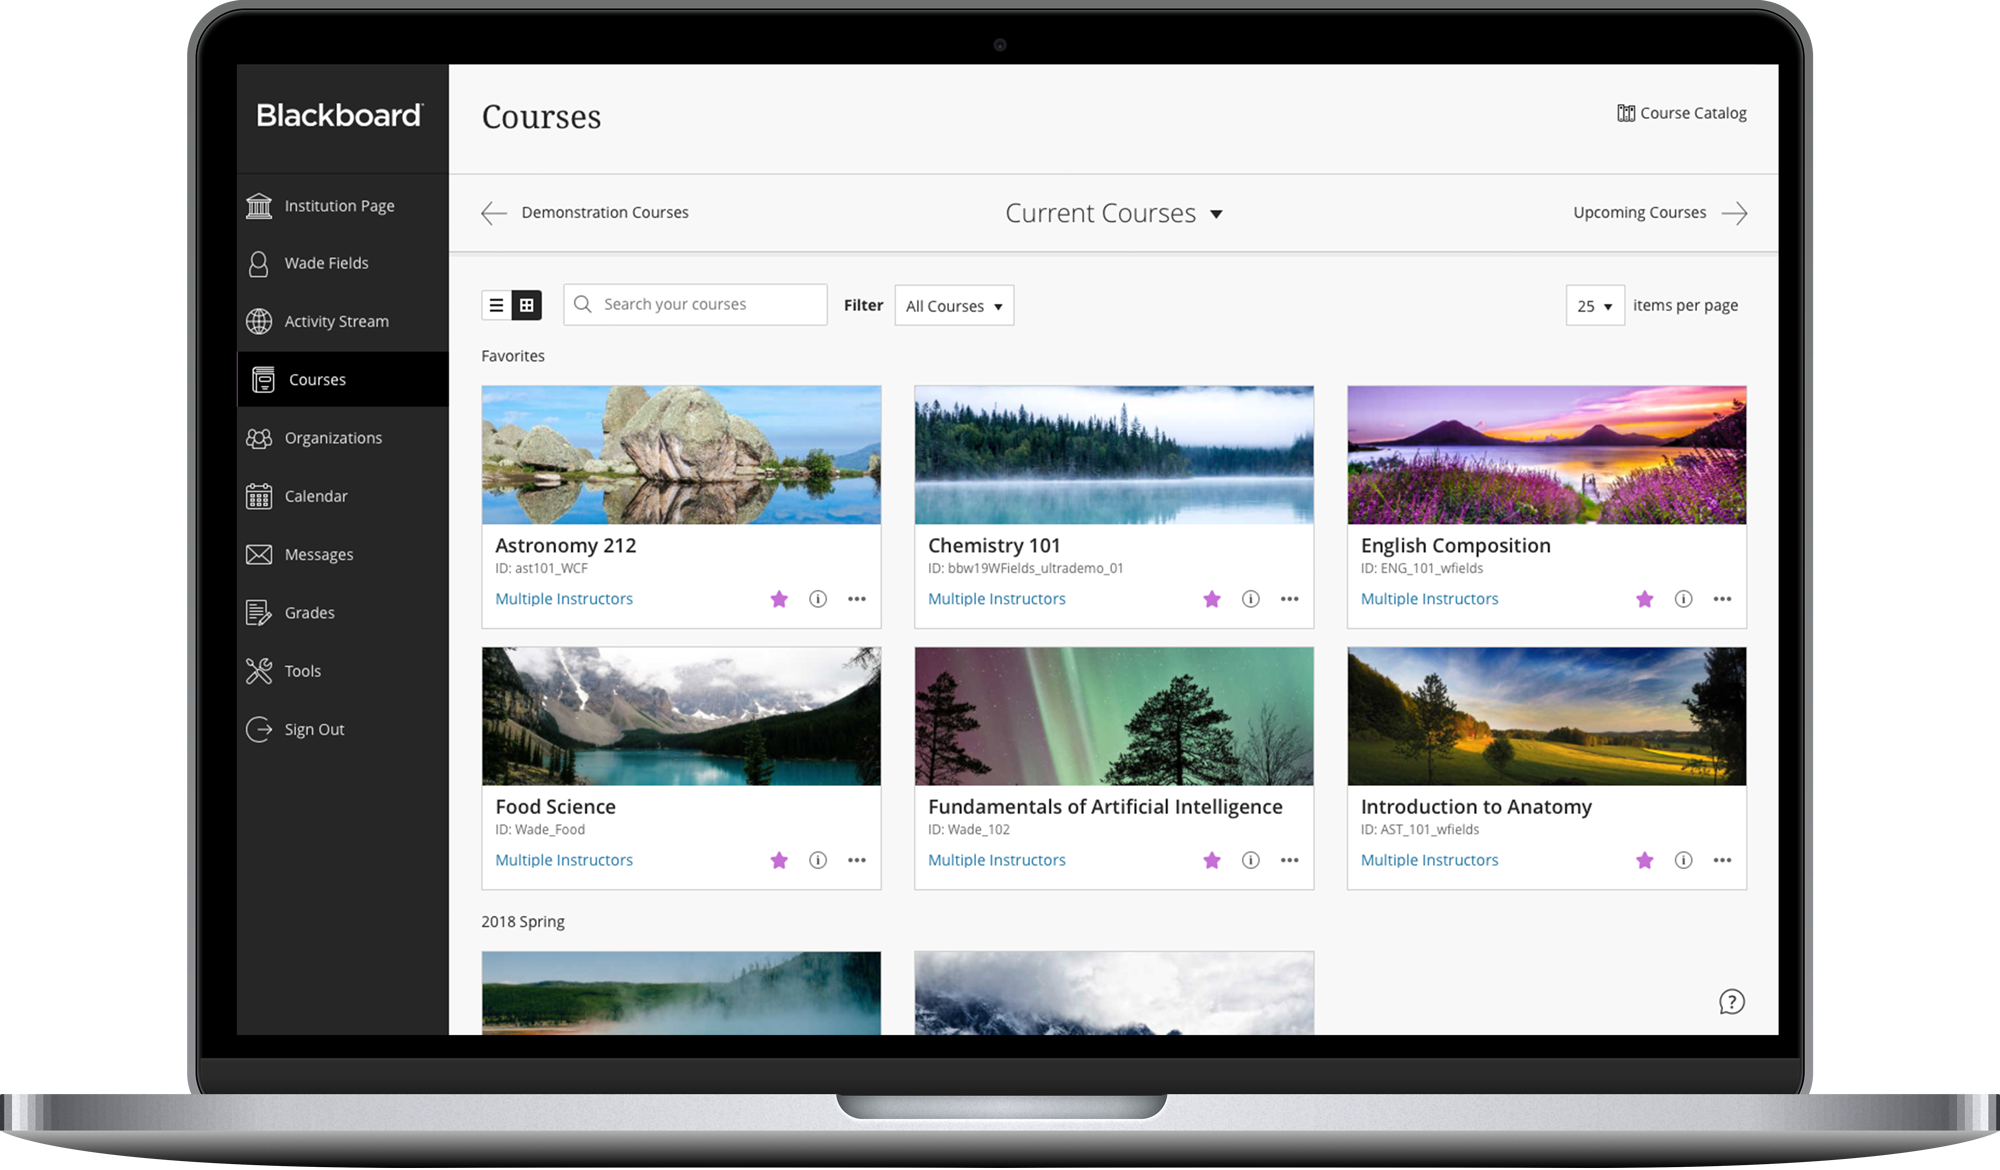 Blackboard
Institution Page
Wade Fields
Activity Stream
Courses
Organizations
Calendar
Messages
Grades
Tools
Sign Out
Courses
Course Catalog
Demonstration Courses
Current Courses
Upcoming Courses
Search your courses
Filter
All Courses
25
items per page
Favorites
Astronomy 212
ID: ast101_WCF
Multiple Instructors
Chemistry 101
ID: bbw19WFields_ultrademo_01
Multiple Instructors
English Composition
ID: ENG_101_wfields
Multiple Instructors
Food Science
ID: Wade_Food
Multiple Instructors
Fundamentals of Artificial Intelligence
ID: Wade_102
Multiple Instructors
Introduction to Anatomy
ID: AST_101_wfields
Multiple Instructors
2018 Spring